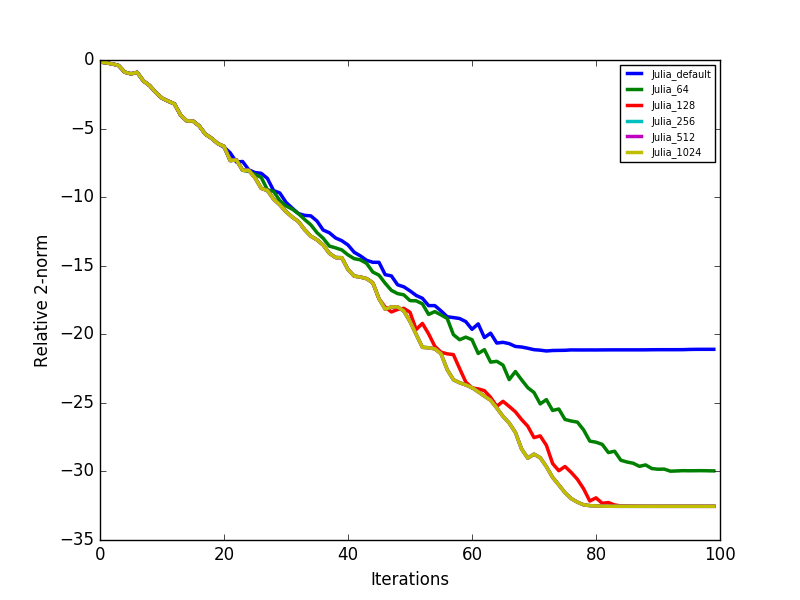 0
−5
−10
−15
−20
−25
−30
−35
Relative 2-norm
0
20
40
60
80
100
Iterations
Julia_default
Julia_64
Julia_128
Julia_256
Julia_512
Julia_1024